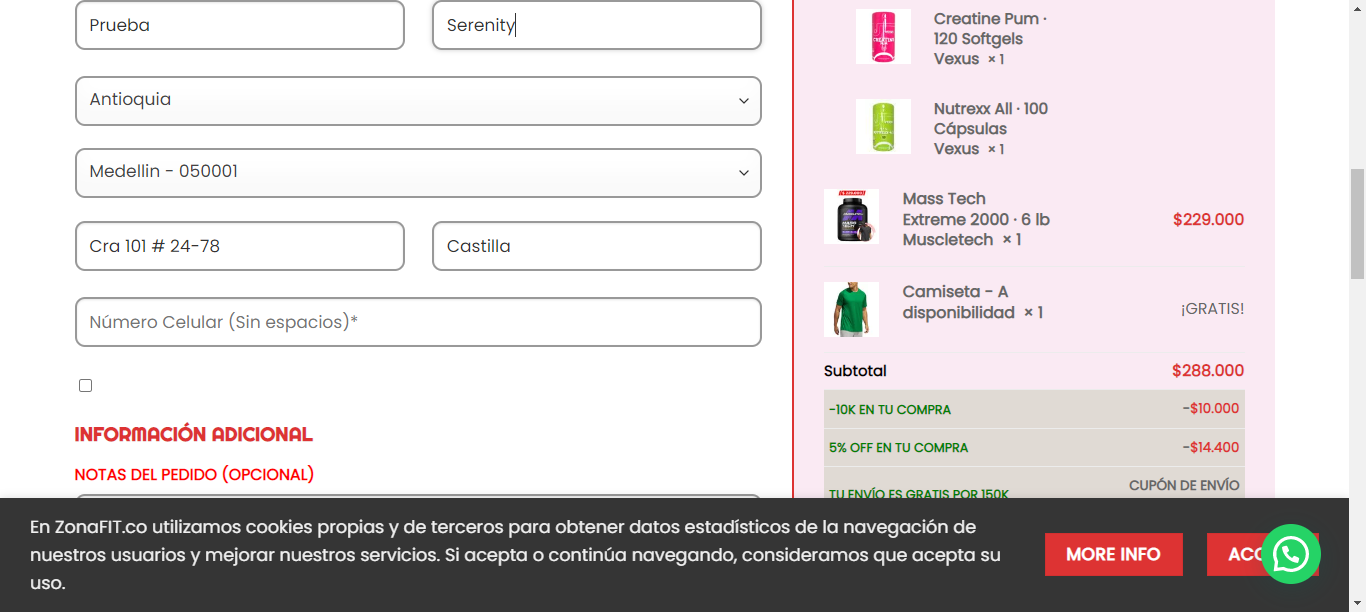 Prueba
Serenity
Antioquia
Medellin - 050001
Cra 101 # 24-78
Castilla
Número Celular (Sin espacios)*
INFORMACIÓN ADICIONAL
NOTAS DEL PEDIDO (OPCIONAL)
Creatine Pum ·
120 Softgels
Vexus × 1
Nutrexx All · 100
Cápsulas
Vexus × 1
Mass Tech
Extreme 2000 · 6 lb
Muscletech × 1
$229.000
Camiseta - A
disponibilidad × 1
¡GRATIS!
Subtotal $288.000
-10K EN TU COMPRA -$10.000
5% OFF EN TU COMPRA -$14.400
TU ENVÍO ES GRATIS POR 150K
CUPÓN DE ENVÍO
En ZonaFIT.co utilizamos cookies propias y de terceros para obtener datos estadísticos de la navegación de
nuestros usuarios y mejorar nuestros servicios. Si acepta o continúa navegando, consideramos que acepta su
uso.
MORE INFO